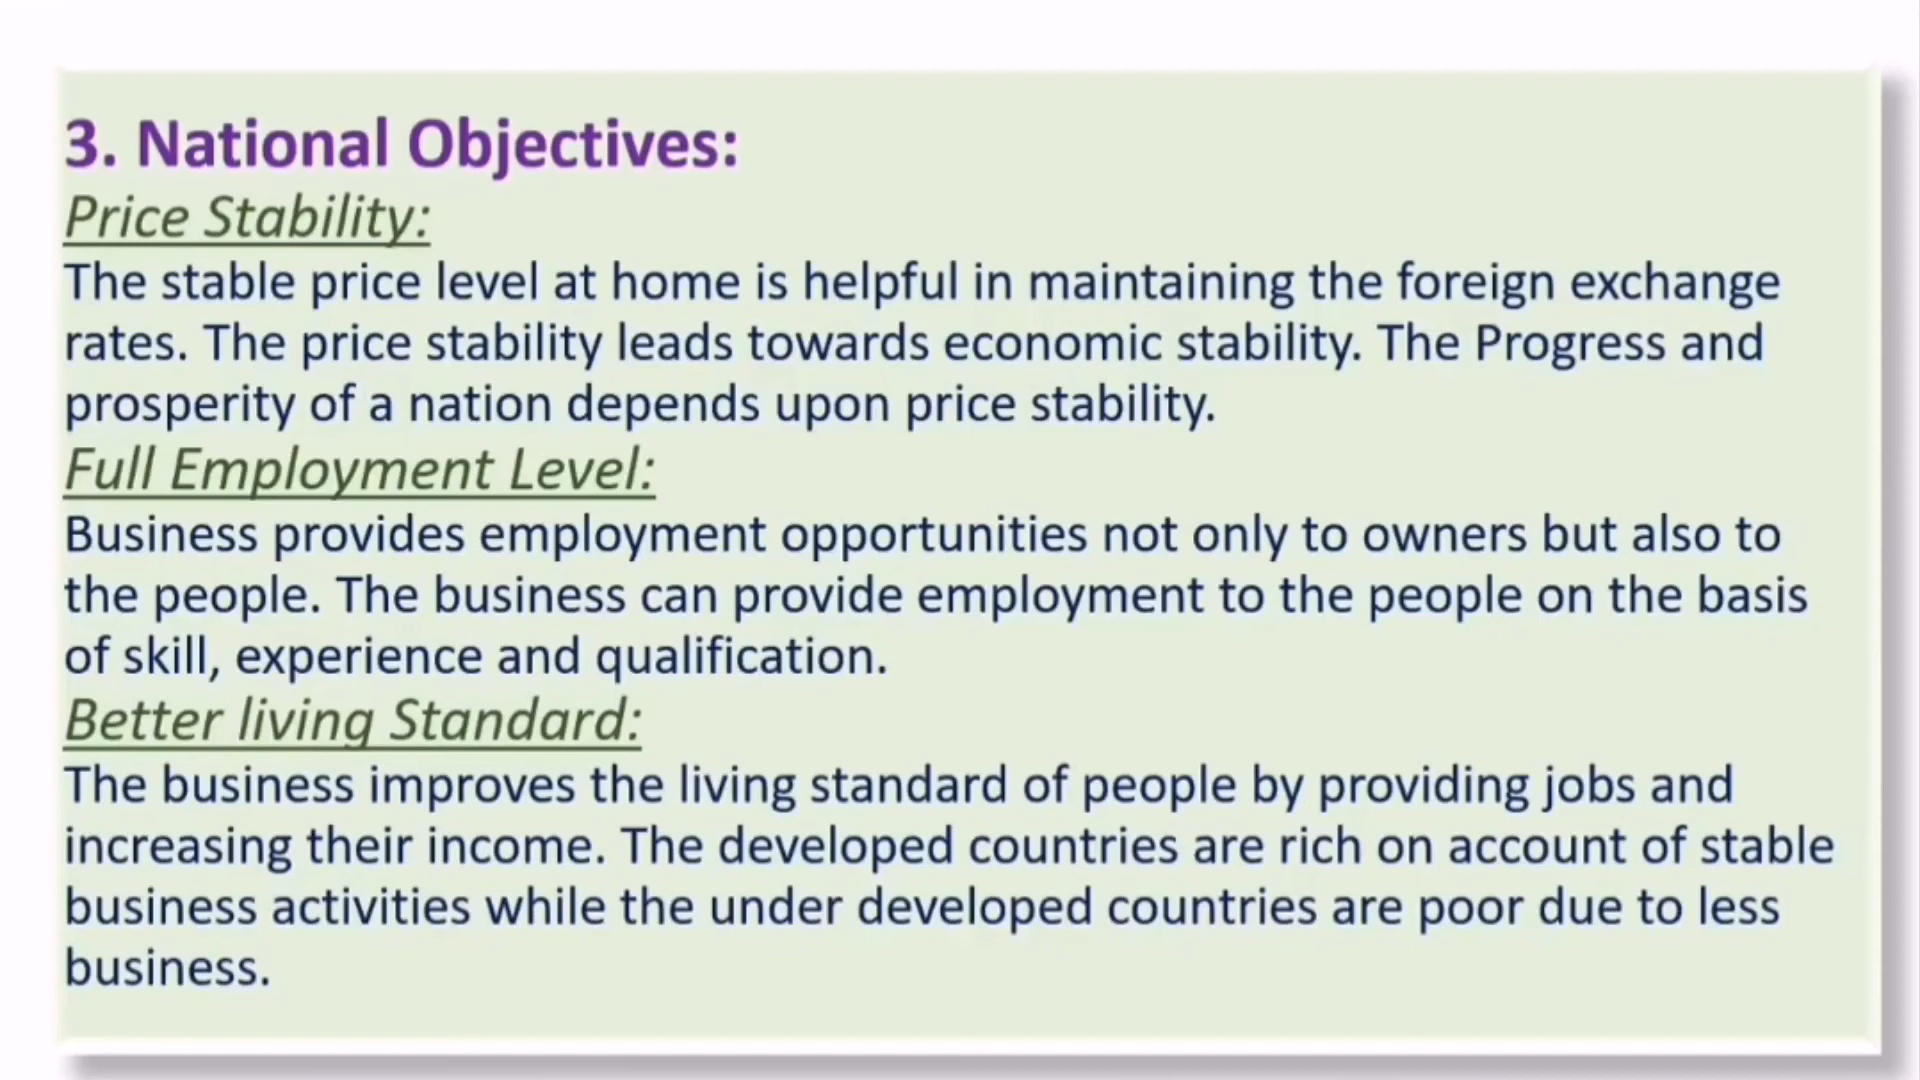 3. National Objectives:
Price Stability:
The stable price level at home is helpful in maintaining the foreign exchange
rates. The price stability leads towards economic stability. The Progress and
prosperity of a nation depends upon price stability.
Full Employment Level:
Business provides employment opportunities not only to owners but also to
the people. The business can provide employment to the people on the basis
of skill, experience and qualification.
Better living Standard:
The business improves the living standard of people by providing jobs and
increasing their income. The developed countries are rich on account of stable
business activities while the under developed countries are poor due to less
business.